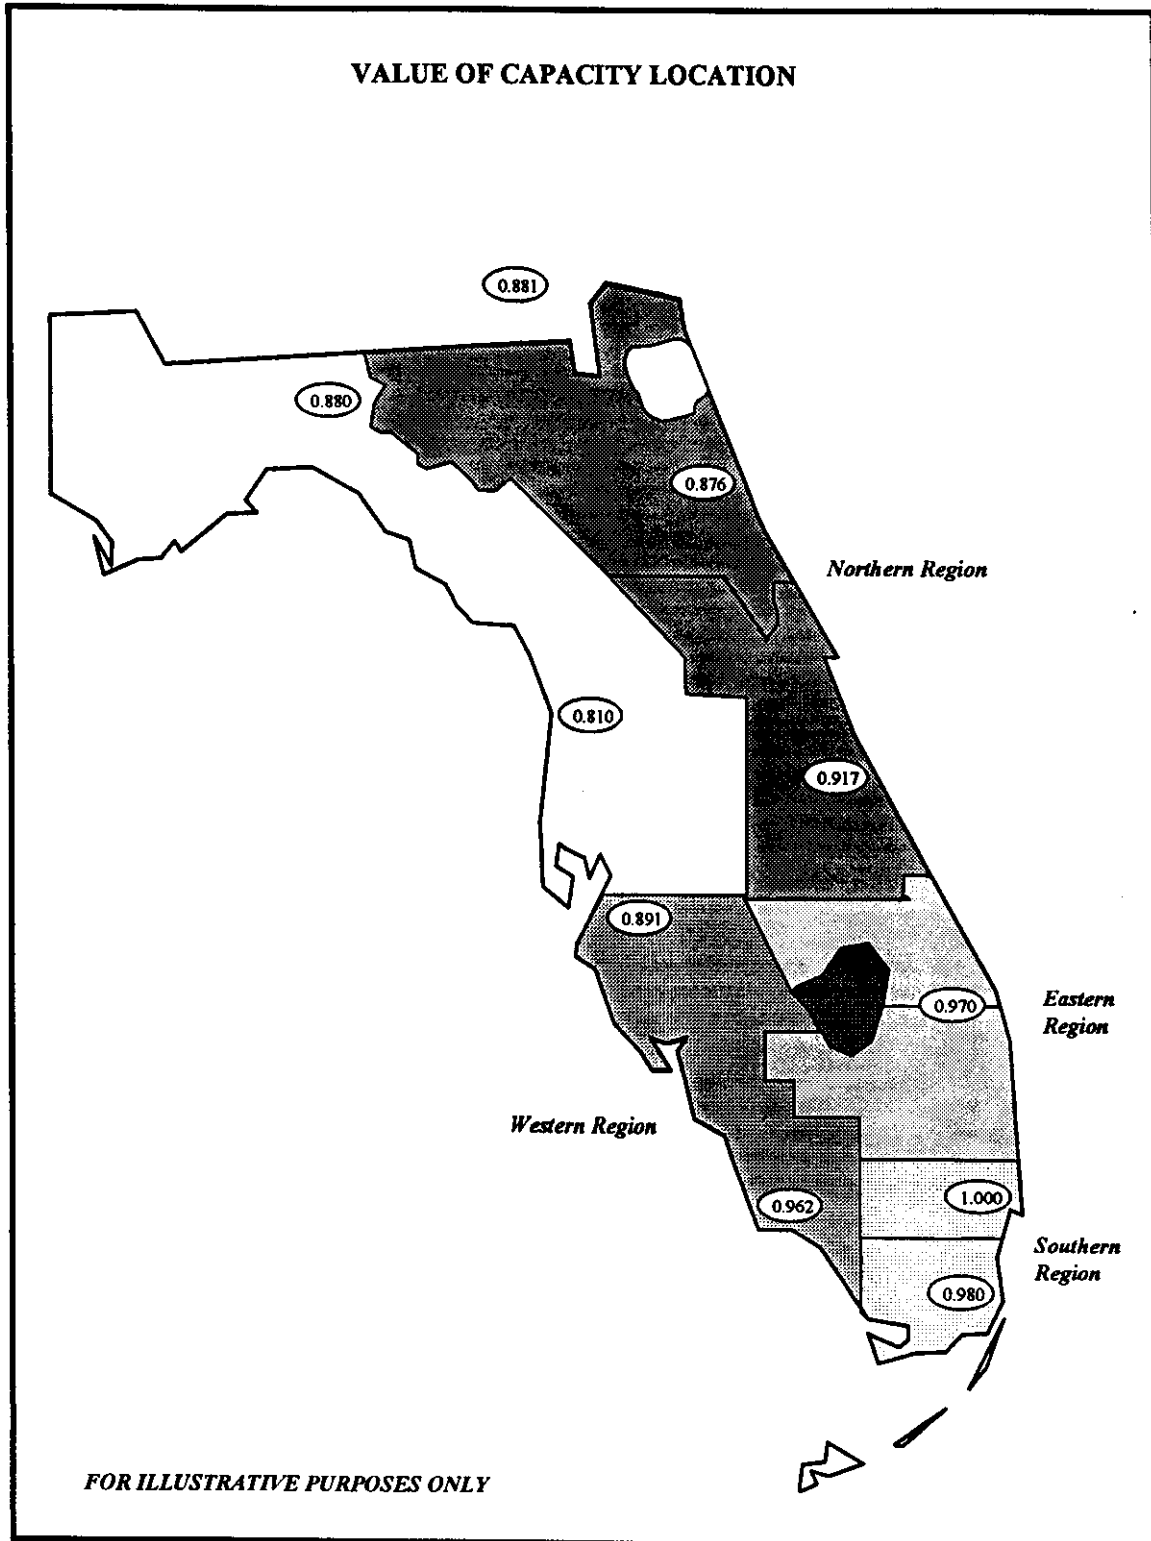 VALUE OF CAPACITY LOCATION
0.881
0.880
0.876
Northern Region
0.810
0.917
0.891
0.970
Eastern
Region
Western Region
0.962
1.000
Southern
Region
0.980
FOR ILLUSTRATIVE PURPOSES ONLY